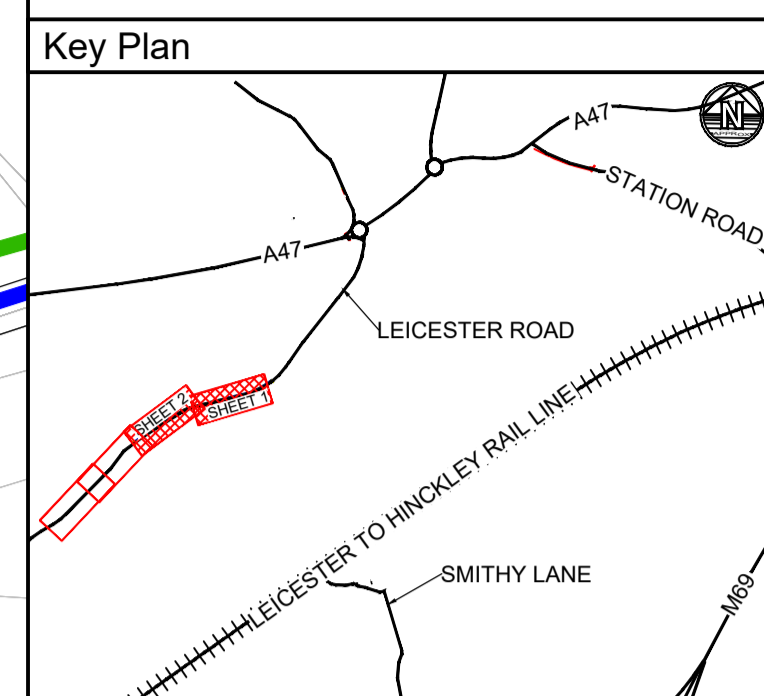 Key Plan
N
APPROX
A47
STATION ROAD
A47
LEICESTER ROAD
SHEET 2
SHEET 1
LEICESTER TO HINCKLEY RAIL LINE
SMITHY LANE
M69